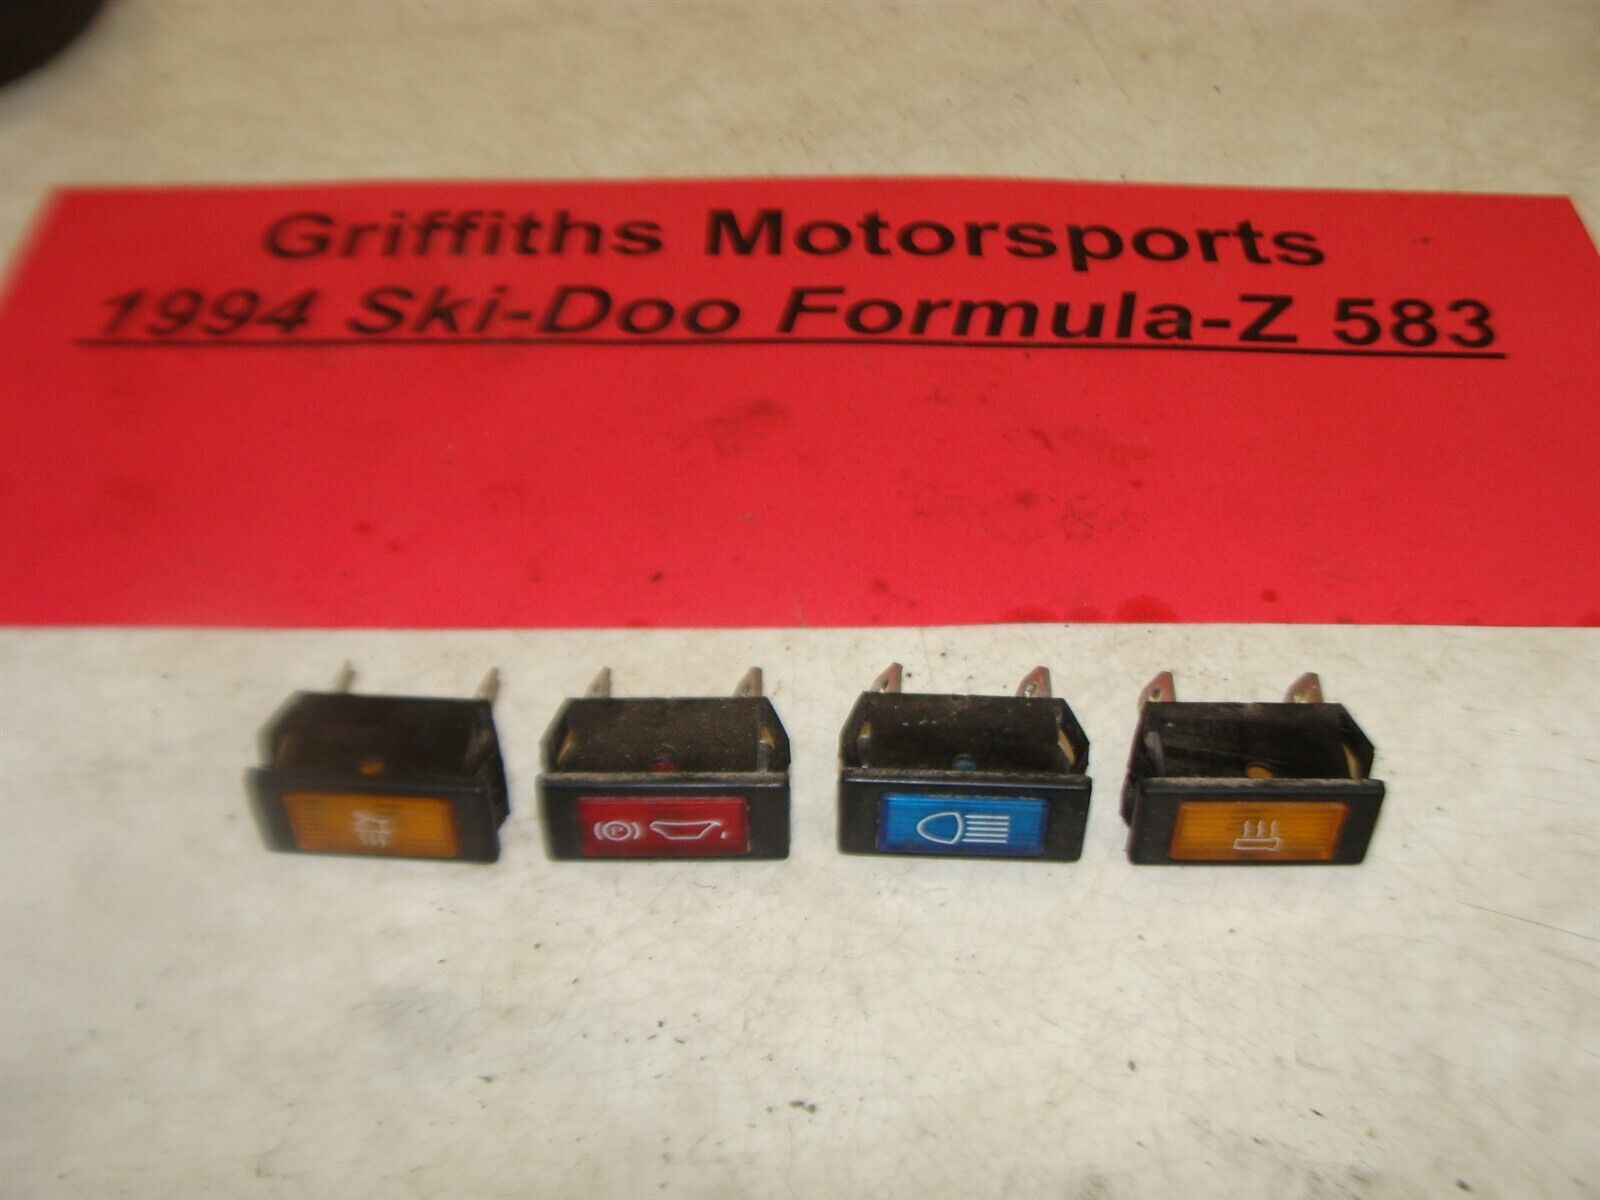 Griffiths Motorsports
1994 Ski-Doo Formula-Z 583
P